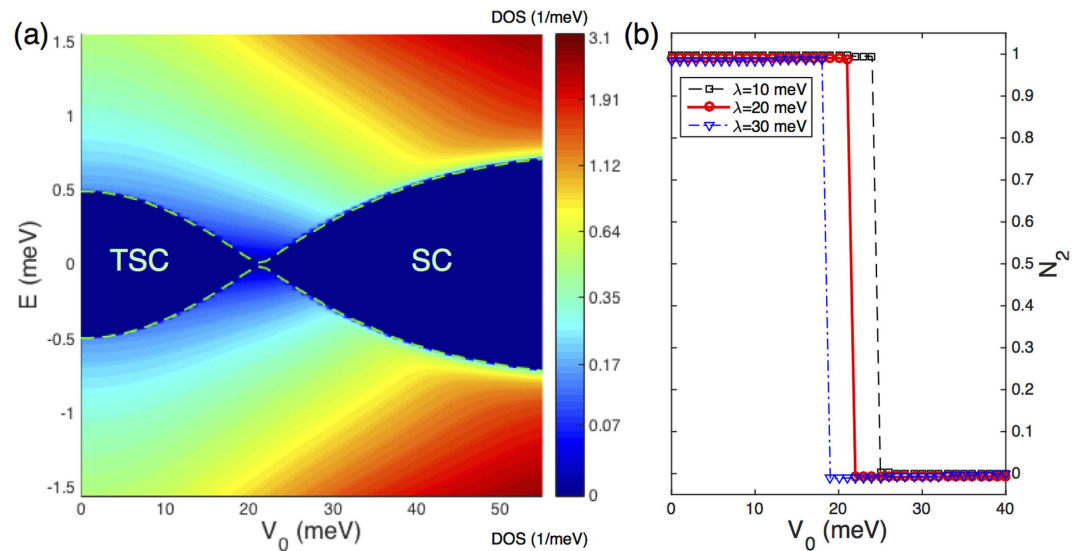 (a)
DOS (1/meV)
(b)
1.5
1
0.5
0
-0.5
-1
-1.5
E (meV)
TSC
SC
0
10
20
30
40
50
V₀ (meV)
3.1
1.91
1.12
0.64
0.35
0.17
0.07
0
DOS (1/meV)
λ=10 meV
λ=20 meV
λ=30 meV
1
0.9
0.8
0.7
0.6
0.5
0.4
0.3
0.2
0.1
0
N₂
0
10
20
30
40
V₀ (meV)